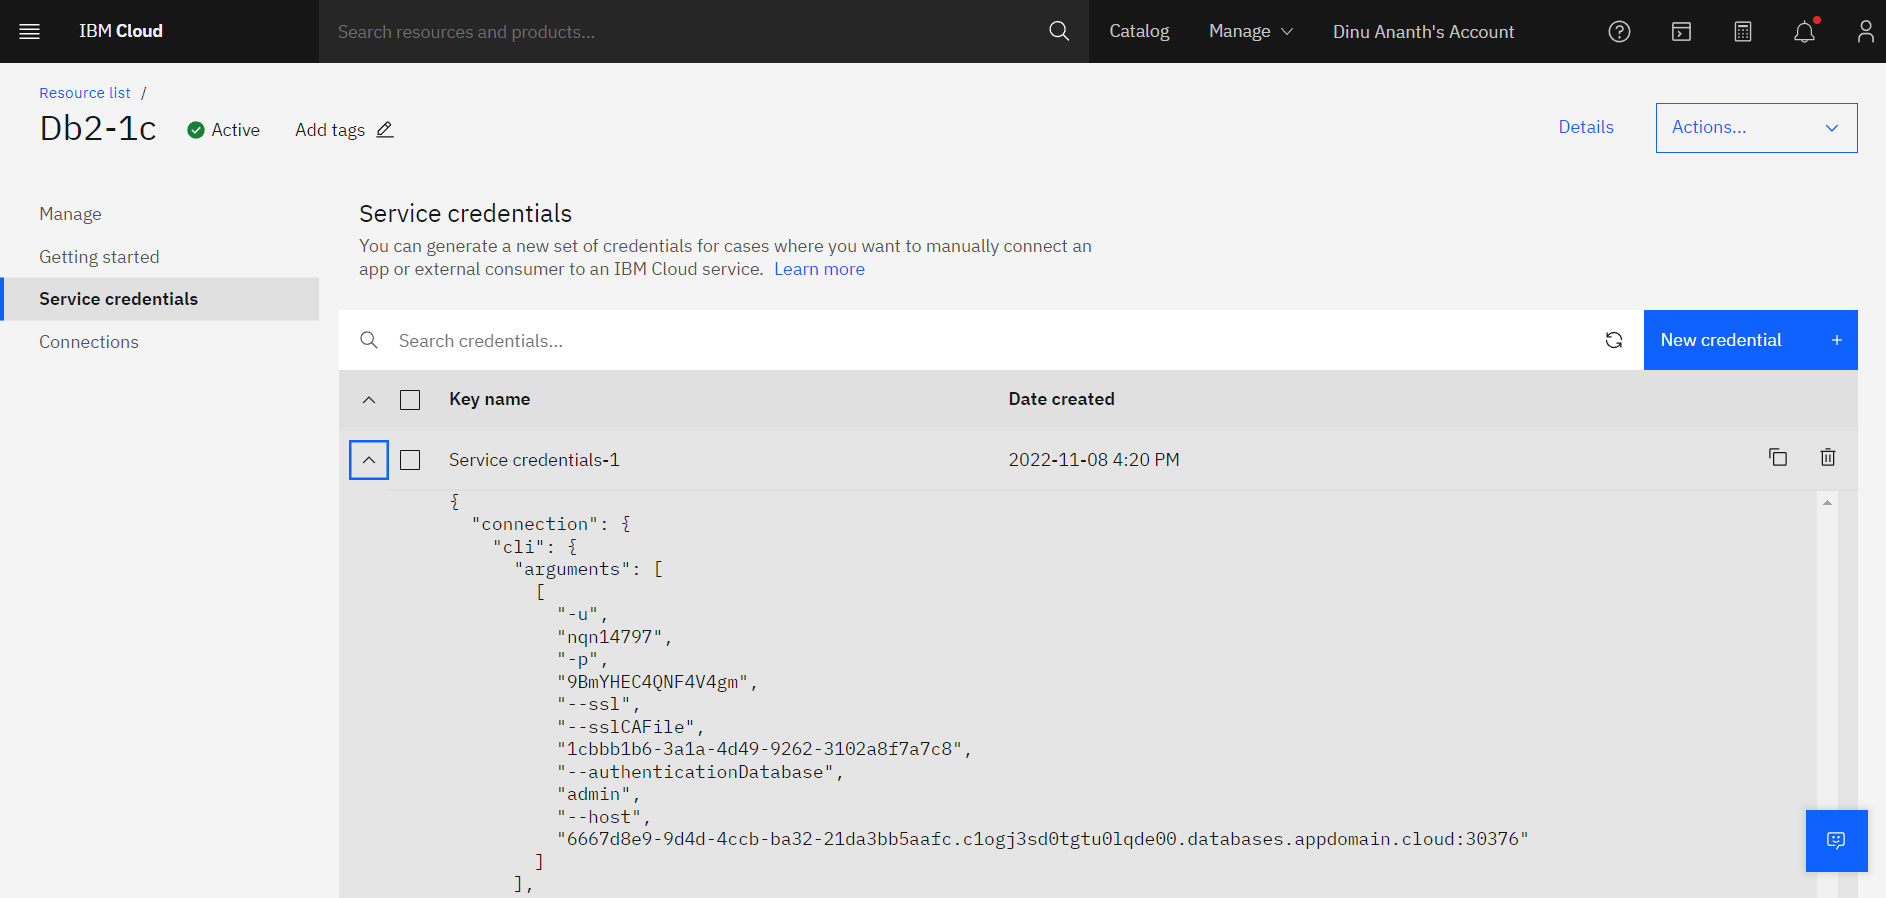 IBM Cloud
Search resources and products...
Catalog
Manage
Dinu Ananth's Account
Resource list /
Db2-1c
Active
Add tags
Details
Actions...
Manage
Getting started
Service credentials
Connections
Service credentials
You can generate a new set of credentials for cases where you want to manually connect an
app or external consumer to an IBM Cloud service. Learn more
Search credentials...
New credential +
Key name
Date created
Service credentials-1
2022-11-08 4:20 PM
{
"connection": {
"cli": {
"arguments": [
[
"-u",
"nqn14797",
"-p",
"9BmYHEC4QNF4V4gm",
"--ssl",
"--sslCAFile",
"1cbbb1b6-3a1a-4d49-9262-3102a8f7a7c8",
"--authenticationDatabase",
"admin",
"--host",
"6667d8e9-9d4d-4ccb-ba32-21da3bb5aafc.c1ogj3sd0tgtu0lqde00.databases.appdomain.cloud:30376"
]
],